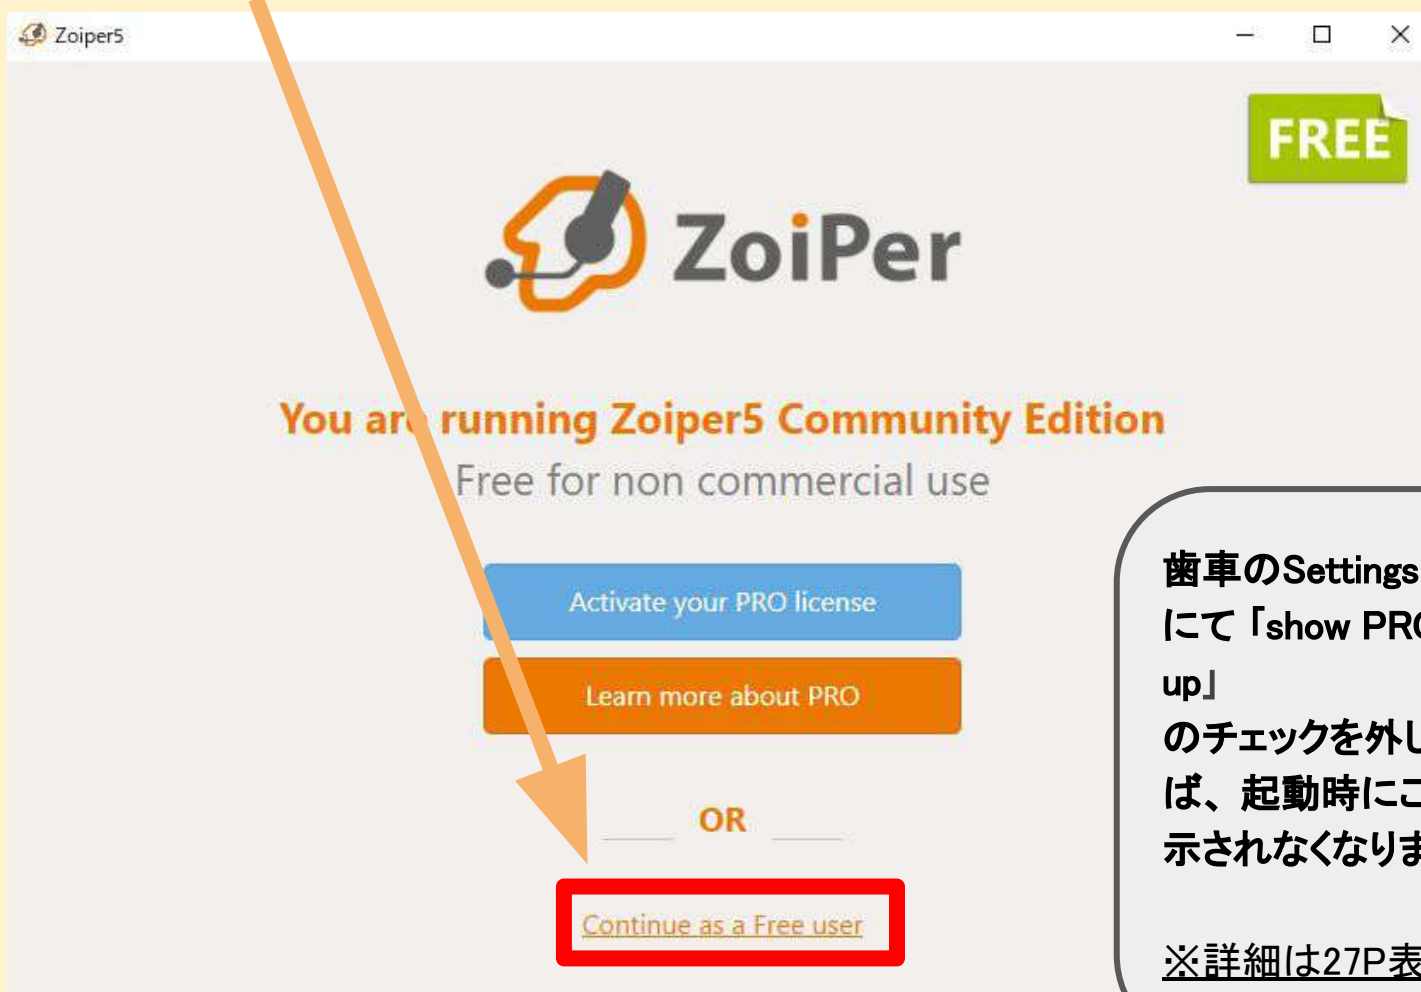 Zoiper5
FREE
ZoiPer
You are running Zoiper5 Community Edition
Free for non commercial use
Activate your PRO license
Learn more about PRO
OR
Continue as a Free user
歯車のSettings
にて「show PRO
up」
のチェックを外し
ば、起動時にこ
示されなくなりま
※詳細は27P表